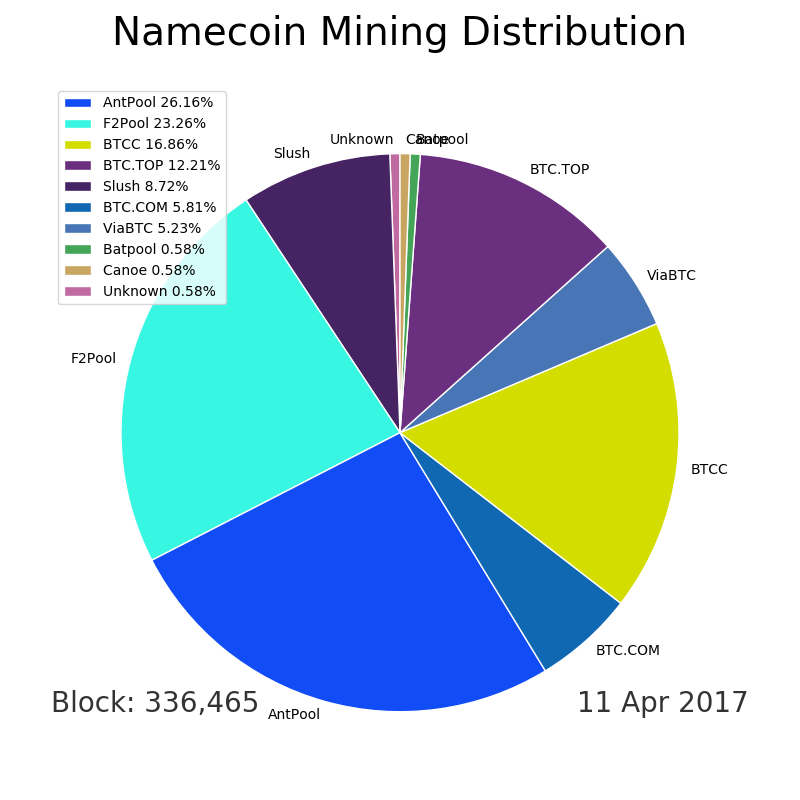 Namecoin Mining Distribution
AntPool 26.16%
F2Pool 23.26%
BTCC 16.86%
BTC.TOP 12.21%
Slush 8.72%
BTC.COM 5.81%
ViaBTC 5.23%
Batpool 0.58%
Canoe 0.58%
Unknown 0.58%
Unknown
Canoe
Batpool
Slush
BTC.TOP
ViaBTC
F2Pool
BTCC
BTC.COM
AntPool
Block: 336,465
11 Apr 2017